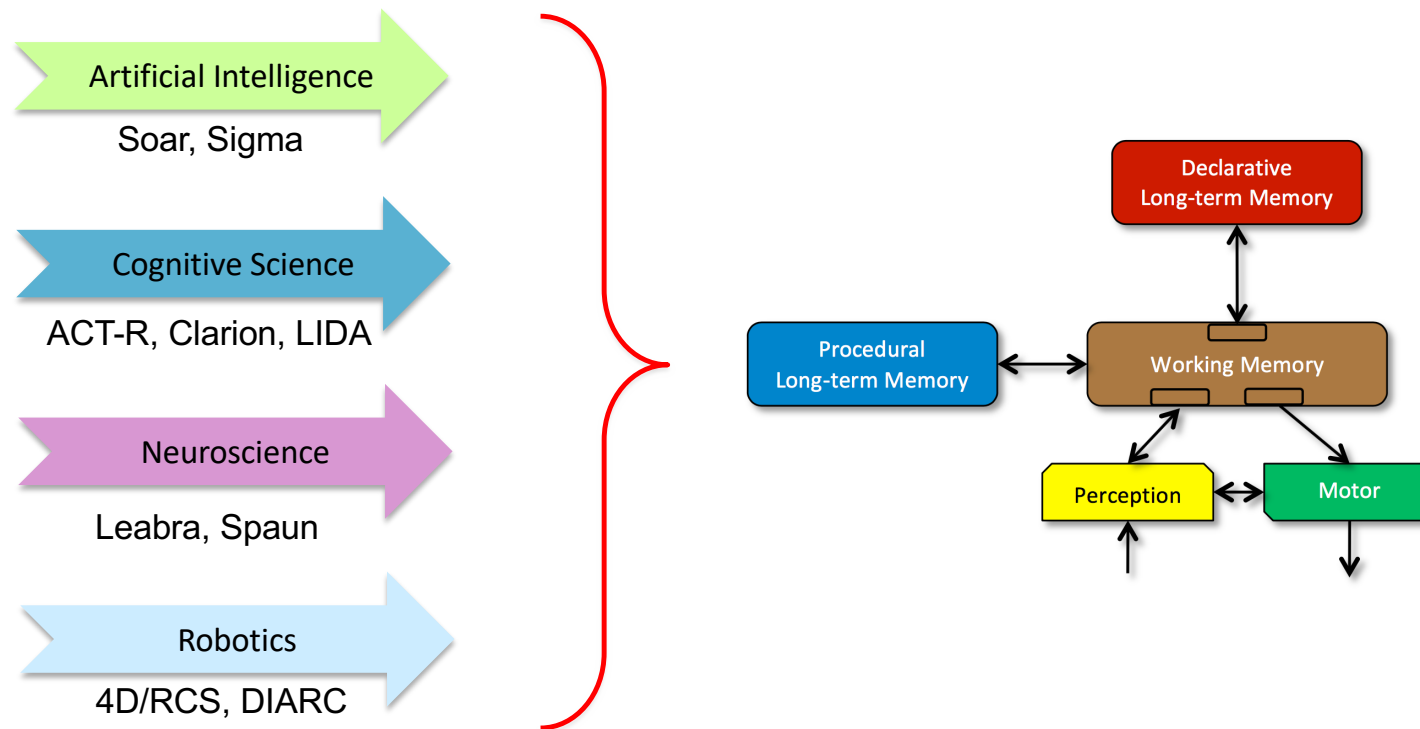 Artificial Intelligence
Soar, Sigma
Cognitive Science
ACT-R, Clarion, LIDA
Neuroscience
Leabra, Spaun
Robotics
4D/RCS, DIARC
Declarative
Long-term Memory
Procedural
Long-term Memory
Working Memory
Perception
Motor